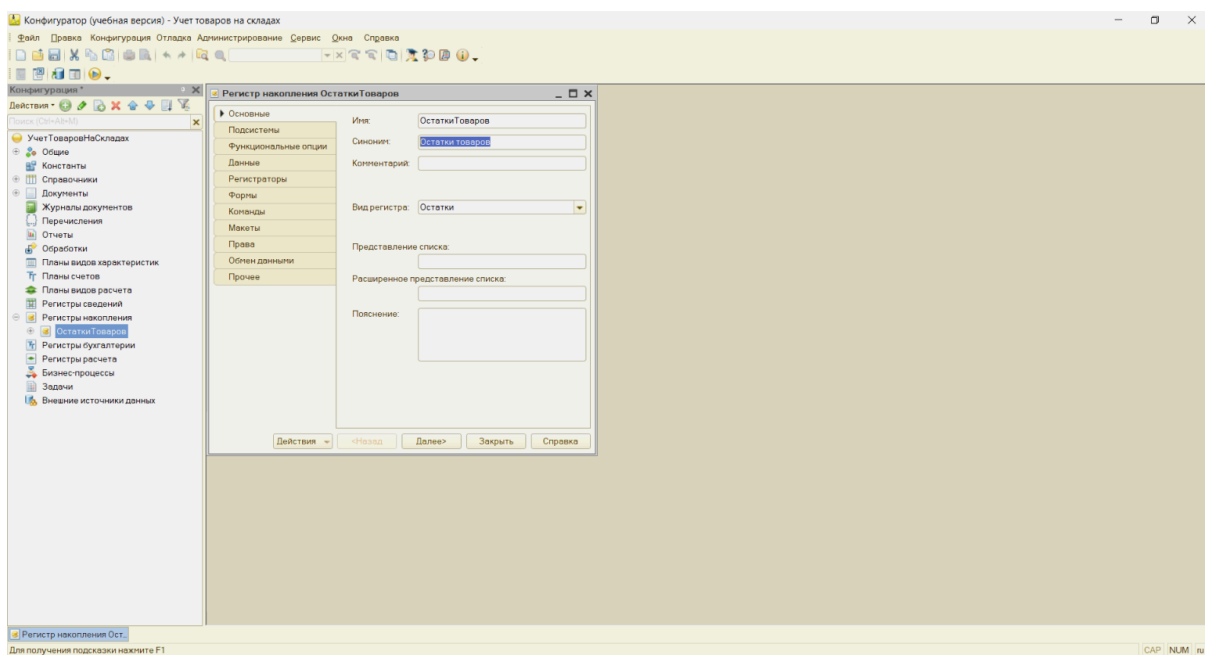 Конфигуратор (учебная версия) - Учет товаров на складах
Файл Правка Конфигурация Отладка Администрирование Сервис Окна Справка
Конфигурация *
Действия
Поиск (Ctrl+Alt+M)
УчетТоваровНаСкладах
Общие
Константы
Справочники
Документы
Журналы документов
Перечисления
Отчеты
Обработки
Планы видов характеристик
Планы счетов
Планы видов расчета
Регистры сведений
Регистры накопления
ОстаткиТоваров
Регистры бухгалтерии
Регистры расчета
Бизнес-процессы
Задачи
Внешние источники данных
Регистр накопления ОстаткиТоваров
Основные
Подсистемы
Функциональные опции
Данные
Регистраторы
Формы
Команды
Макеты
Права
Обмен данными
Прочее
Имя: ОстаткиТоваров
Синоним: Остатки товаров
Комментарий:
Вид регистра: Остатки
Представление списка:
Расширенное представление списка:
Пояснение:
Действия <Назад Далее> Закрыть Справка
Регистр накопления Ост...
Для получения подсказки нажмите F1
CAP NUM ru